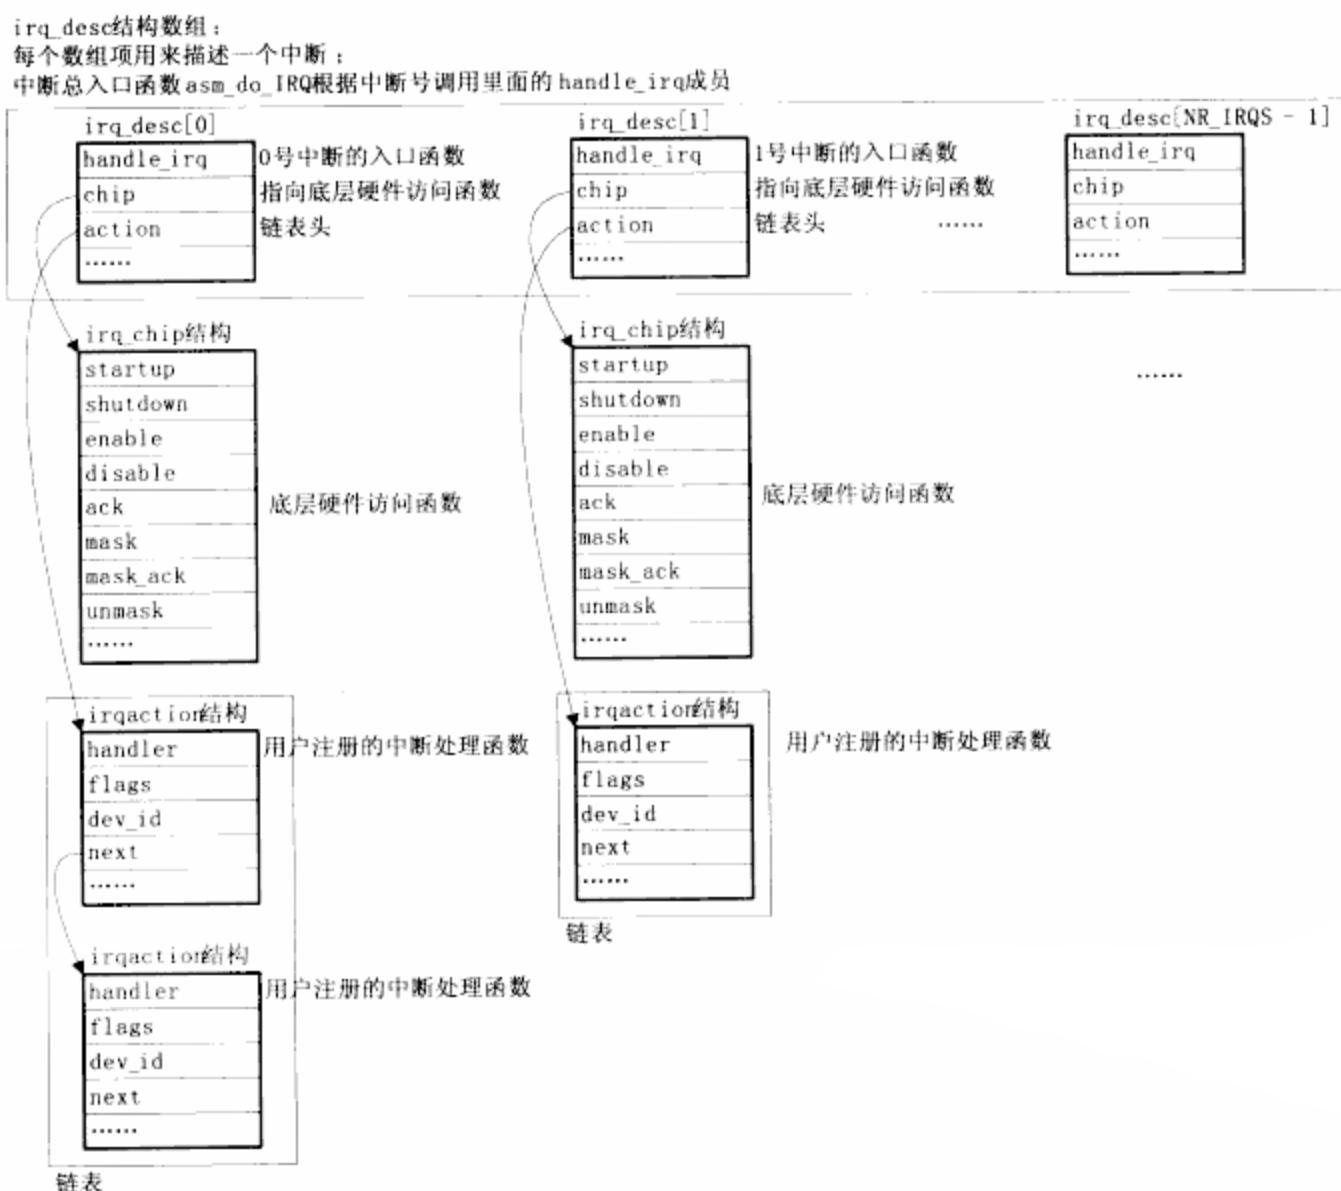 irq_desc结构数组：
每个数组项用来描述一个中断；
中断总入口函数asm_do_IRQ根据中断号调用里面的handle_irq成员
irq_desc[0]
handle_irq 0号中断的入口函数
chip 指向底层硬件访问函数
action 链表头
……
irq_desc[1]
handle_irq 1号中断的入口函数
chip 指向底层硬件访问函数
action 链表头
……
……
irq_desc[NR_IRQS - 1]
handle_irq
chip
action
……
irq_chip结构
startup
shutdown
enable
disable
ack
mask
mask_ack
unmask
……
底层硬件访问函数
irq_chip结构
startup
shutdown
enable
disable
ack
mask
mask_ack
unmask
……
底层硬件访问函数
……
irqaction结构
handler 用户注册的中断处理函数
flags
dev_id
next
……
irqaction结构
handler 用户注册的中断处理函数
flags
dev_id
next
……
链表
irqaction结构
handler 用户注册的中断处理函数
flags
dev_id
next
……
链表